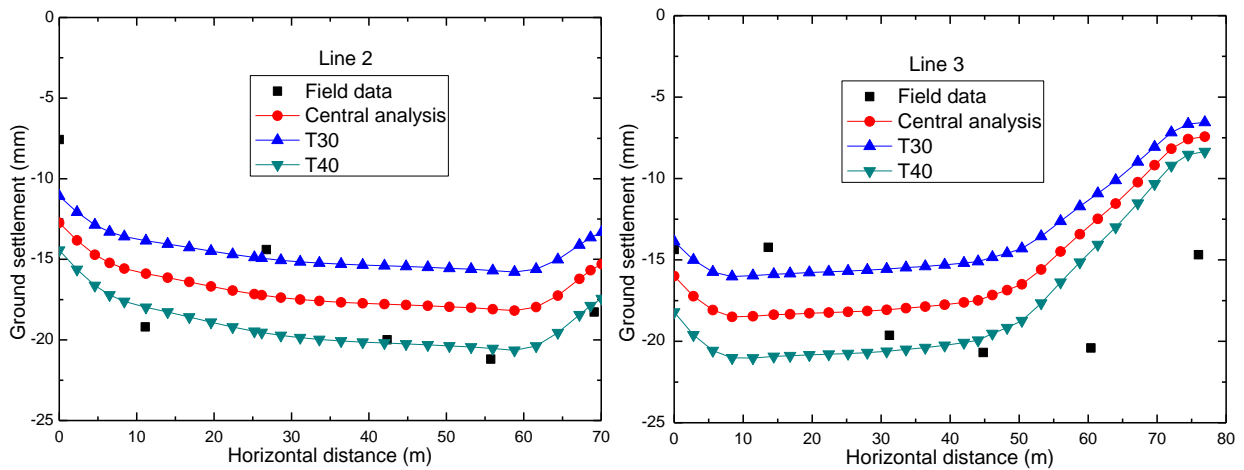 Line 2
Field data
Central analysis
T30
T40
0
-5
-10
-15
-20
-25
Ground settlement (mm)
0 10 20 30 40 50 60 70
Horizontal distance (m)
Line 3
Field data
Central analysis
T30
T40
0
-5
-10
-15
-20
-25
Ground settlement (mm)
0 10 20 30 40 50 60 70 80
Horizontal distance (m)